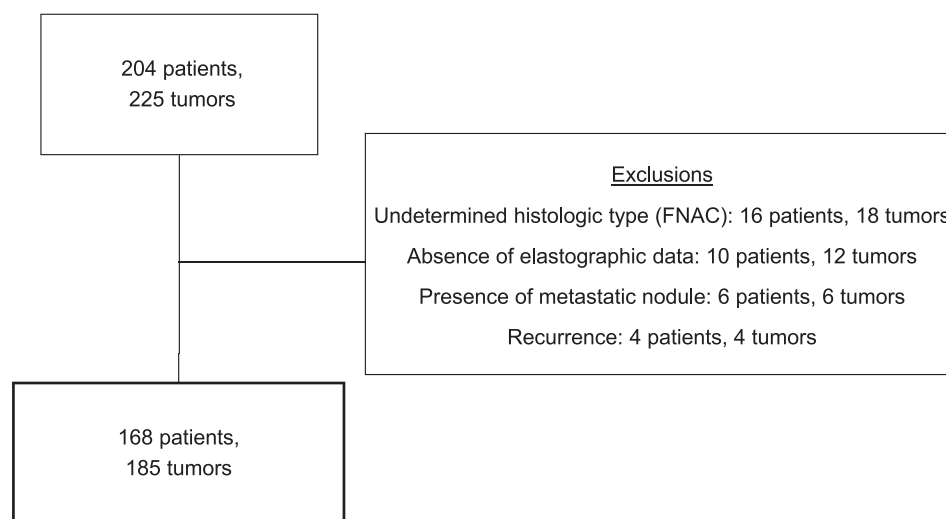 204 patients,
225 tumors
Exclusions
Undetermined histologic type (FNAC): 16 patients, 18 tumors
Absence of elastographic data: 10 patients, 12 tumors
Presence of metastatic nodule: 6 patients, 6 tumors
Recurrence: 4 patients, 4 tumors
168 patients,
185 tumors